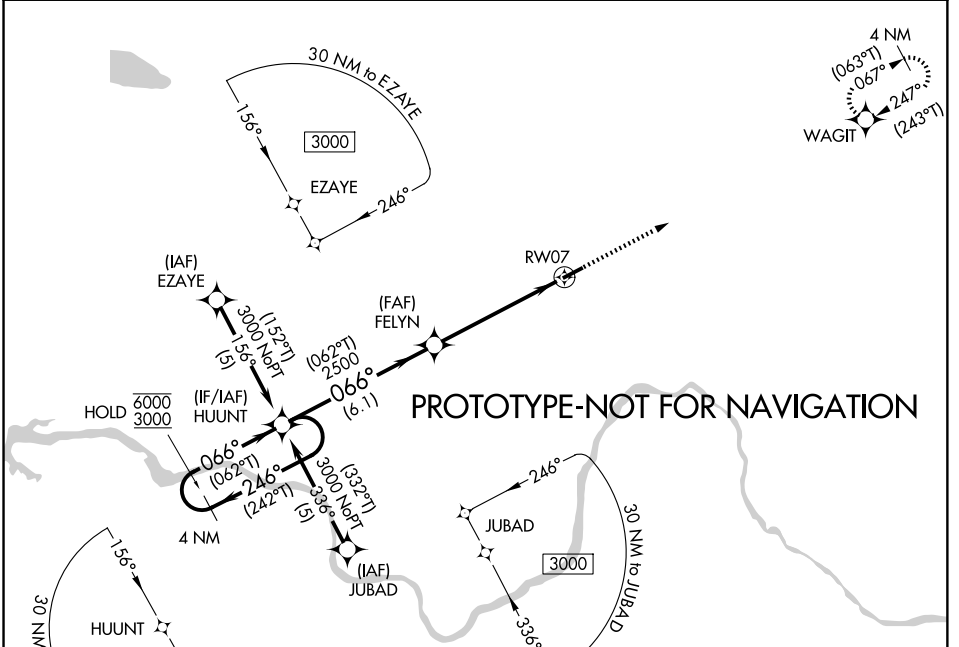 4 NM
(063°T)
067°
247°
(243°T)
WAGIT
30 NM to EZAYE
156°
3000
EZAYE
246°
RW07
(IAF)
EZAYE
(152°T)
3000 NoPT
156°
(5)
(FAF)
FELYN
(062°T)
2500
066°
(6.1)
(IF/IAF)
HUUNT
HOLD 6000
3000
PROTOTYPE-NOT FOR NAVIGATION
066°
(062°T)
246°
(242°T)
4 NM
(332°T)
3000 NoPT
336°
(5)
(IAF)
JUBAD
246°
JUBAD
3000
30 NM to JUBAD
336°
156°
HUUNT
30 NM